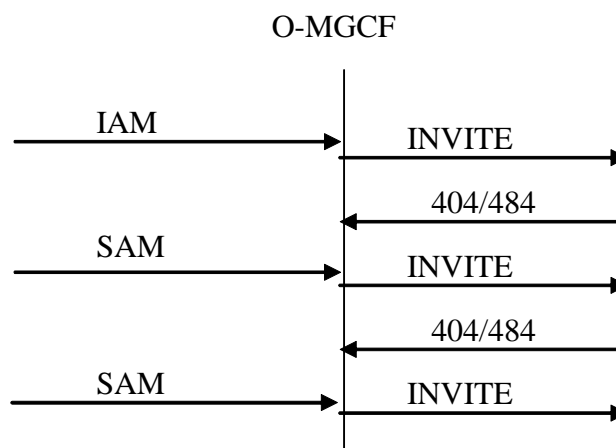 O-MGCF
IAM
INVITE
404/484
SAM
INVITE
404/484
SAM
INVITE